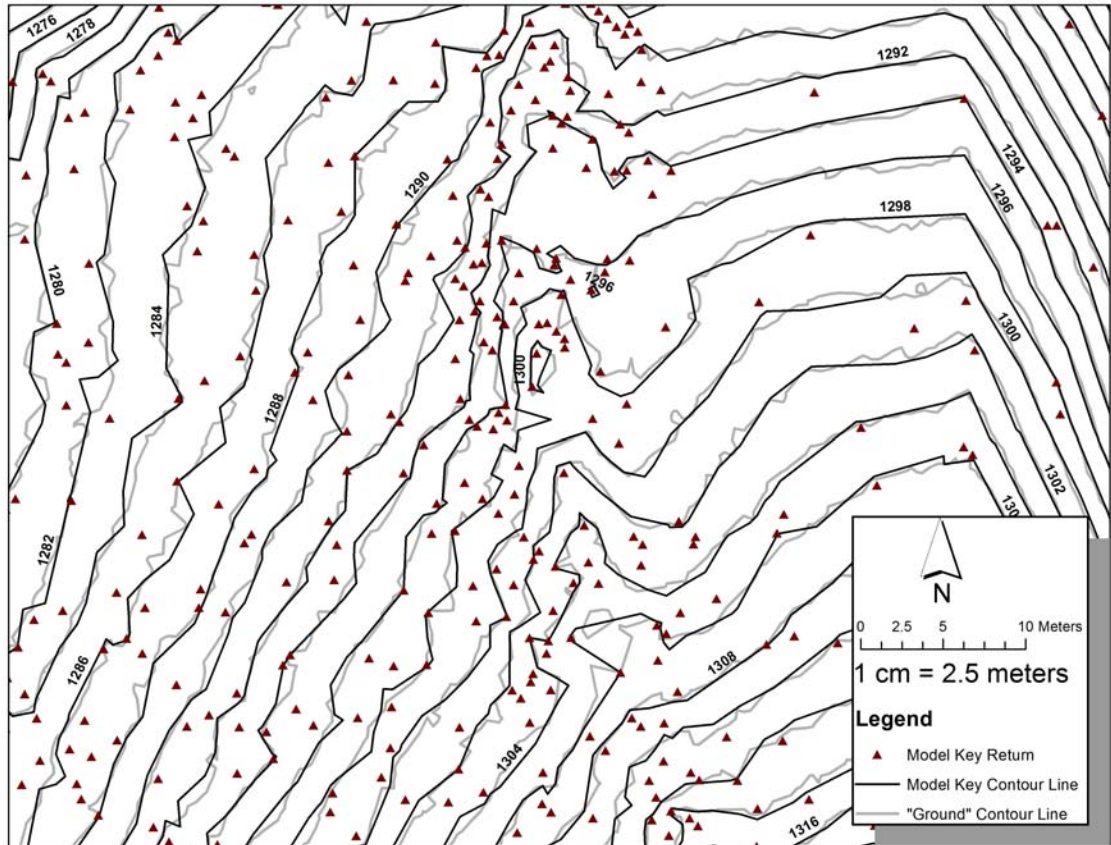 1276
1278
1292
1294
1290
1296
1298
1280
1296
1284
1300
1300
1288
1302
1282
N
0 2.5 5 10 Meters
1 cm = 2.5 meters
1286
1308
Legend
Model Key Return
1304
Model Key Contour Line
"Ground" Contour Line
1316